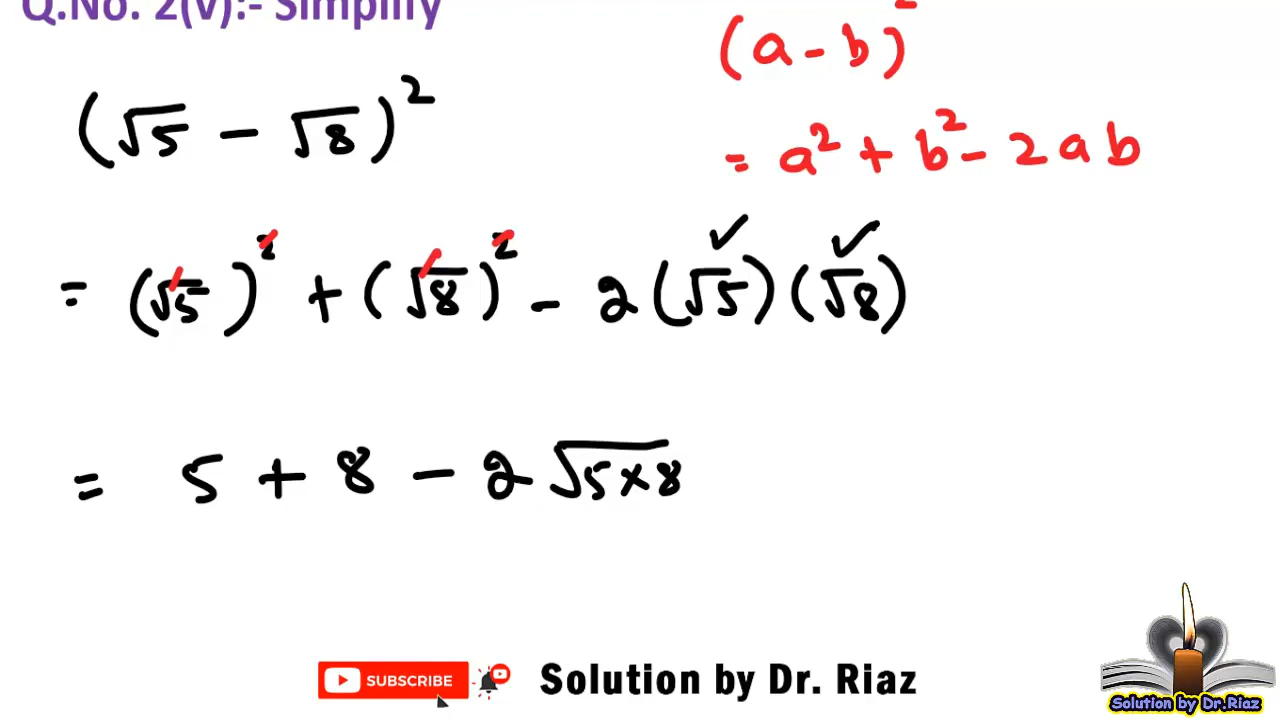 Q.No. 2(v):- Simplify
(a - b)²
= a² + b² - 2ab
(√5 - √8)²
= (√5)² + (√8)² - 2(√5)(√8)
= 5 + 8 - 2√5×8
SUBSCRIBE
Solution by Dr. Riaz
Solution by Dr.Riaz